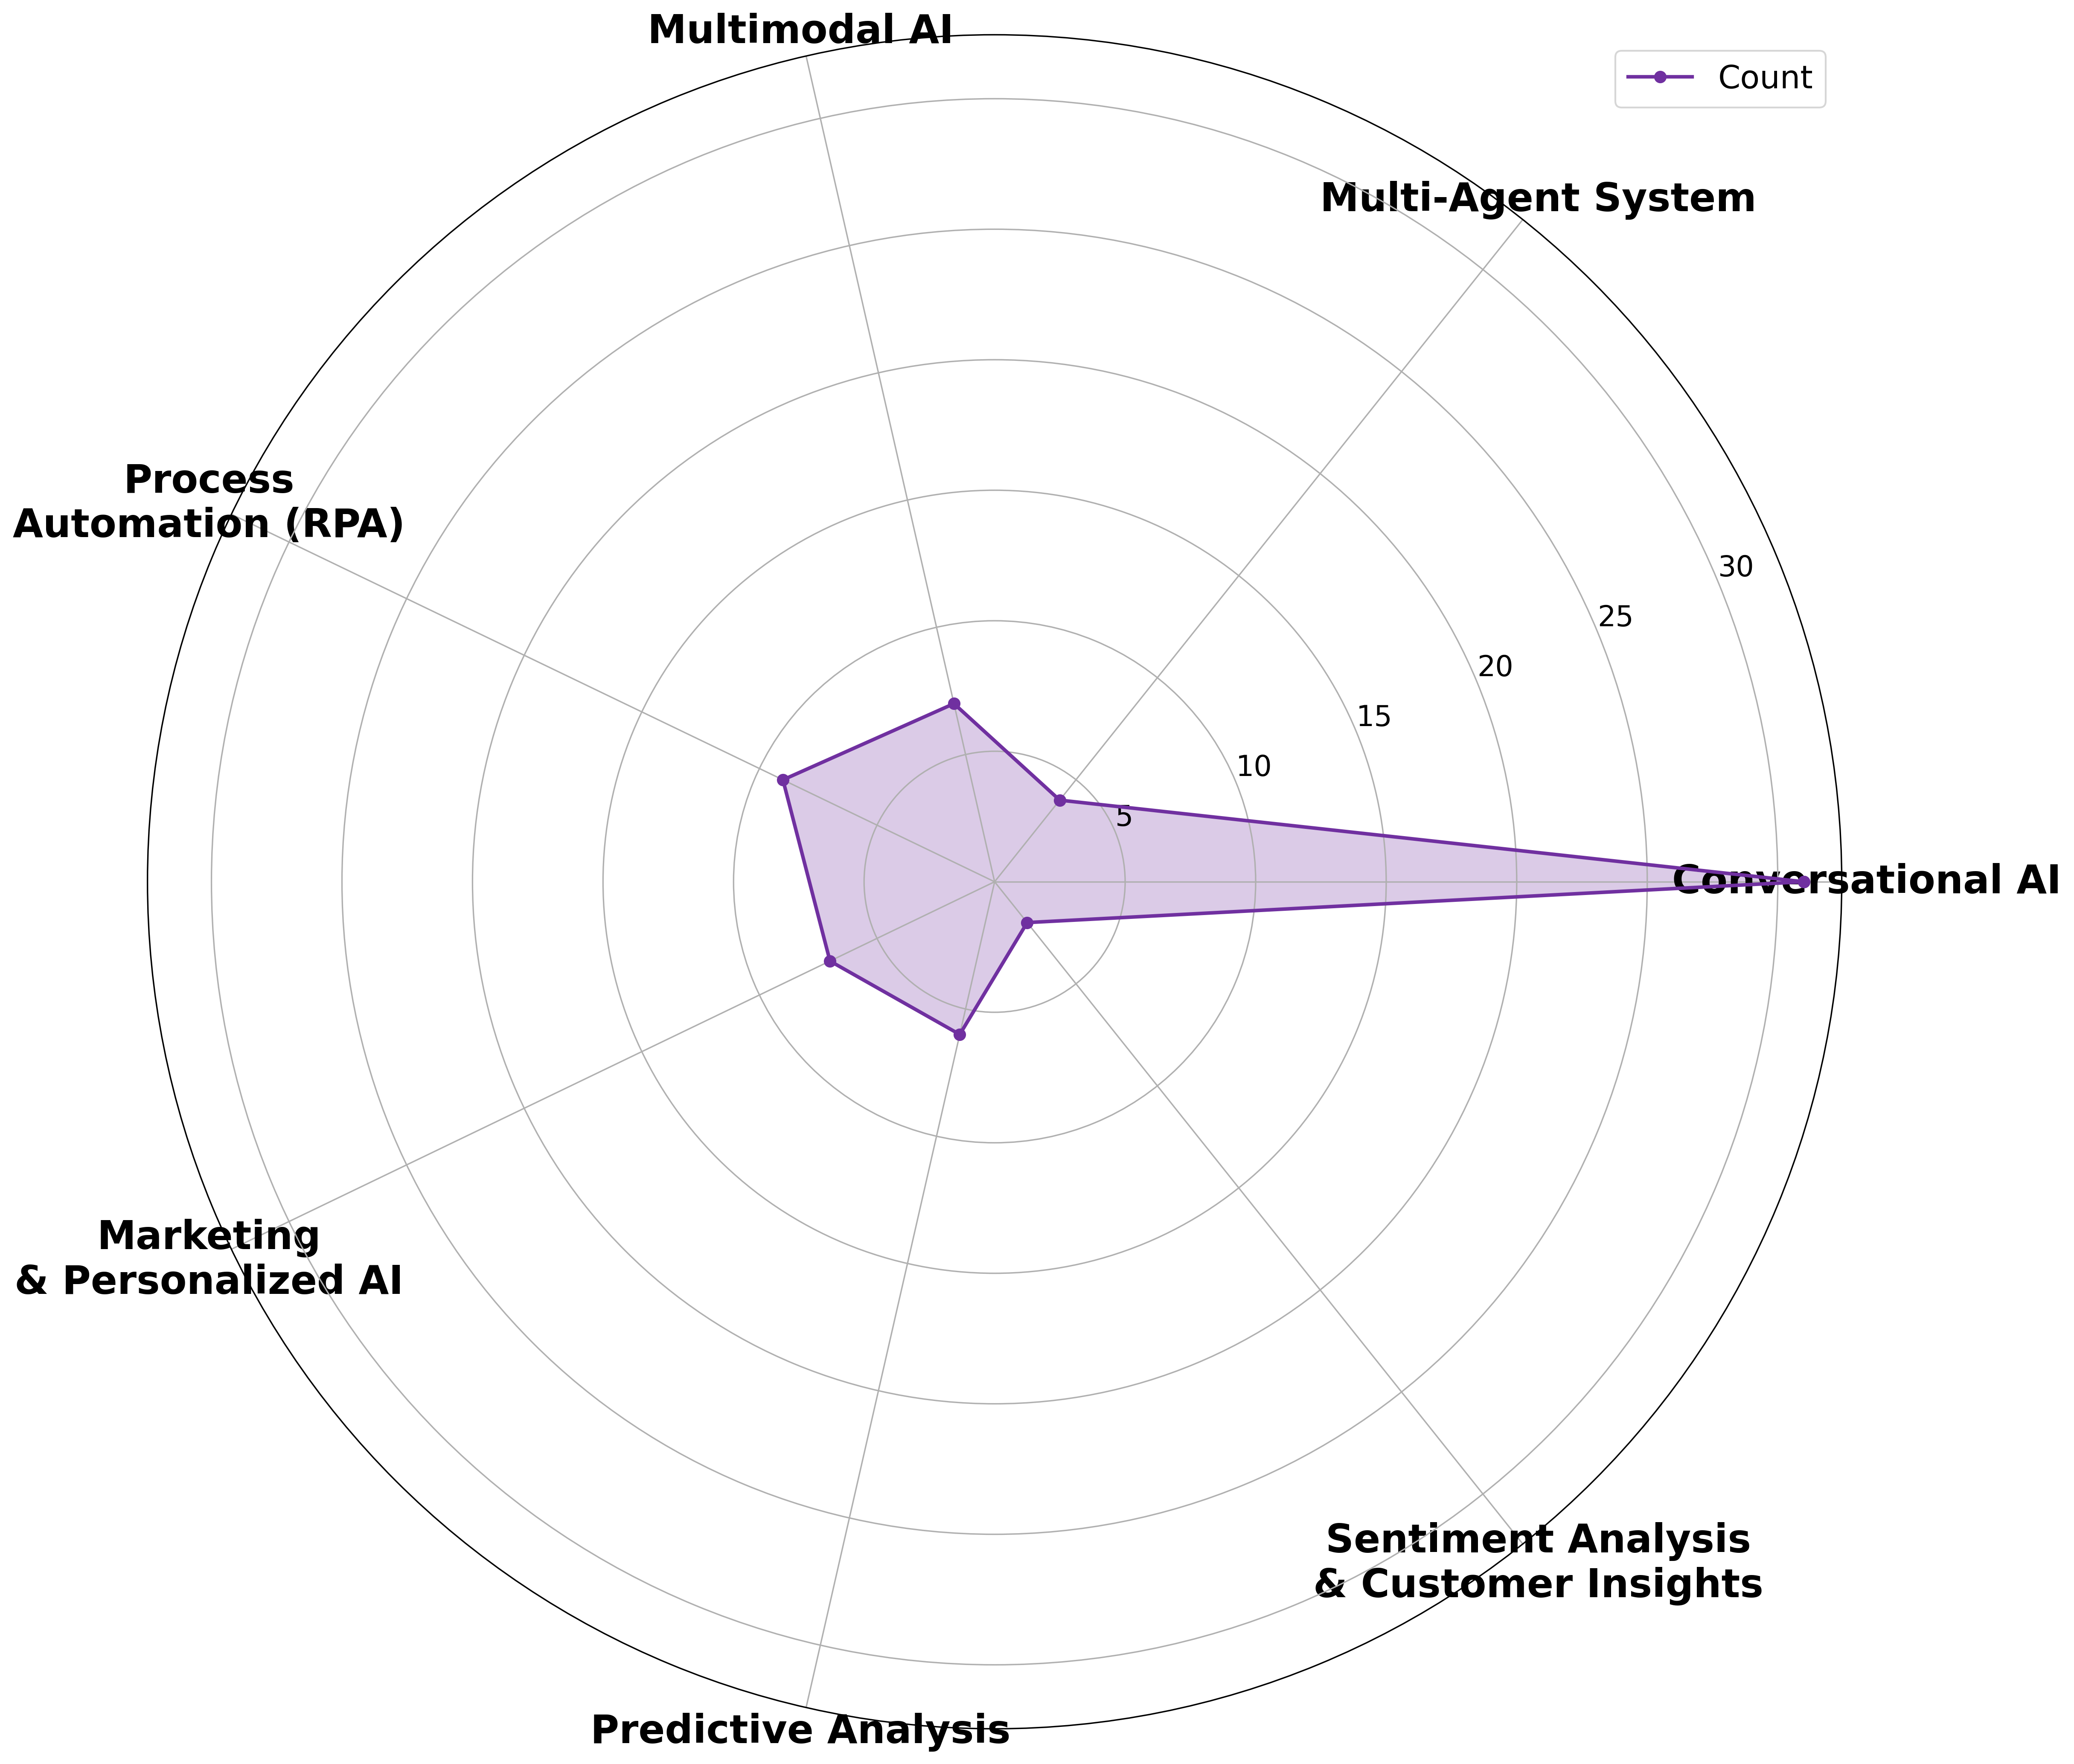 Multimodal AI
Count
Multi-Agent System
Process
Automation (RPA)
30
25
20
15
10
5
Conversational AI
Marketing
& Personalized AI
Sentiment Analysis
& Customer Insights
Predictive Analysis